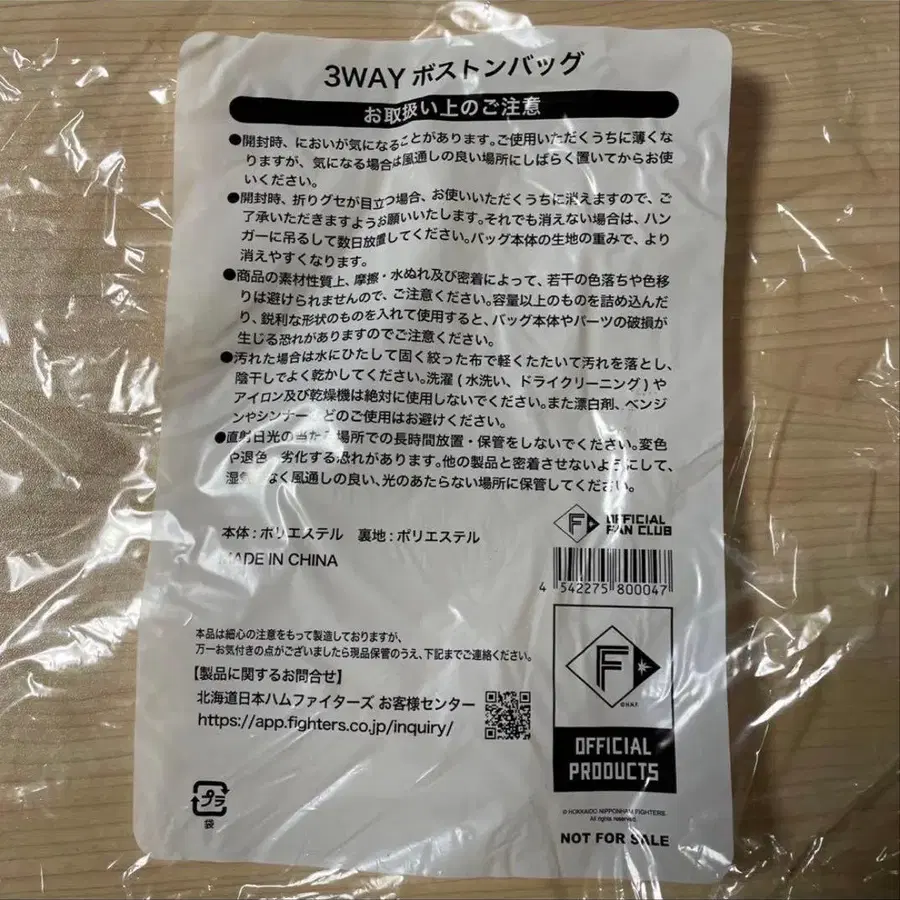 3WAY ボストンバッグ
お取扱い上のご注意
●開封時、においが気になることがあります。ご使用いただくうちに薄くな
りますが、気になる場合は風通しの良い場所にしばらく置いてからお使
いください。
●開封時、折りグセが目立つ場合、お使いいただくうちに消えますので、ご
了承いただきますようお願いいたします。それでも消えない場合は、ハン
ガーに吊るして数日放置してください。バッグ本体の生地の重みで、より
消えやすくなります。
●商品の素材性質上、摩擦・水ぬれ及び密着によって、若干の色落ちや色移
りは避けられませんので、ご注意ください。容量以上のものを詰め込んだ
り、鋭利な形状のものを入れて使用すると、バッグ本体やパーツの破損が
生じる恐れがありますのでご注意ください。
●汚れた場合は水にひたして固く絞った布で軽くたたいて汚れを落とし、
陰干しでよく乾かしてください。洗濯(水洗い、ドライクリーニング)や
アイロン及び乾燥機は絶対に使用しないでください。また漂白剤、ベンジ
ンやシンナーなどのご使用はお避けください。
●直射日光の当たる場所での長時間放置・保管をしないでください。変色
や退色、劣化する恐れがあります。他の製品と密着させないようにして、
湿気 なく風通しの良い、光のあたらない場所に保管してください。
本体:ポリエステル 裏地:ポリエステル
MADE IN CHINA
F OFFICIAL
FAN CLUB
4 542275 800047
本品は細心の注意をもって製造しておりますが、
万一お気付きの点がございましたら現品保管のうえ、下記までご連絡ください。
【製品に関するお問合せ】
北海道日本ハムファイターズ お客様センター
https://app.fighters.co.jp/inquiry/
F
©H.N.F.
OFFICIAL
PRODUCTS
プラ
袋
© HOKKAIDO NIPPONHAM FIGHTERS.
All rights reserved.
NOT FOR SALE